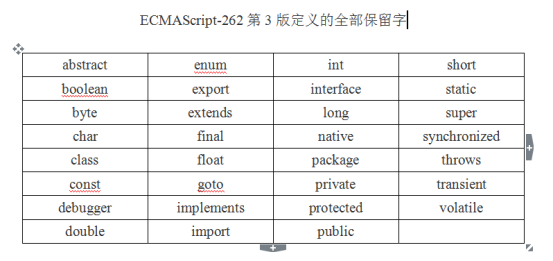 ECMAScript-262 第 3 版定义的全部保留字
abstract enum int short
boolean export interface static
byte extends long super
char final native synchronized
class float package throws
const goto private transient
debugger implements protected volatile
double import public